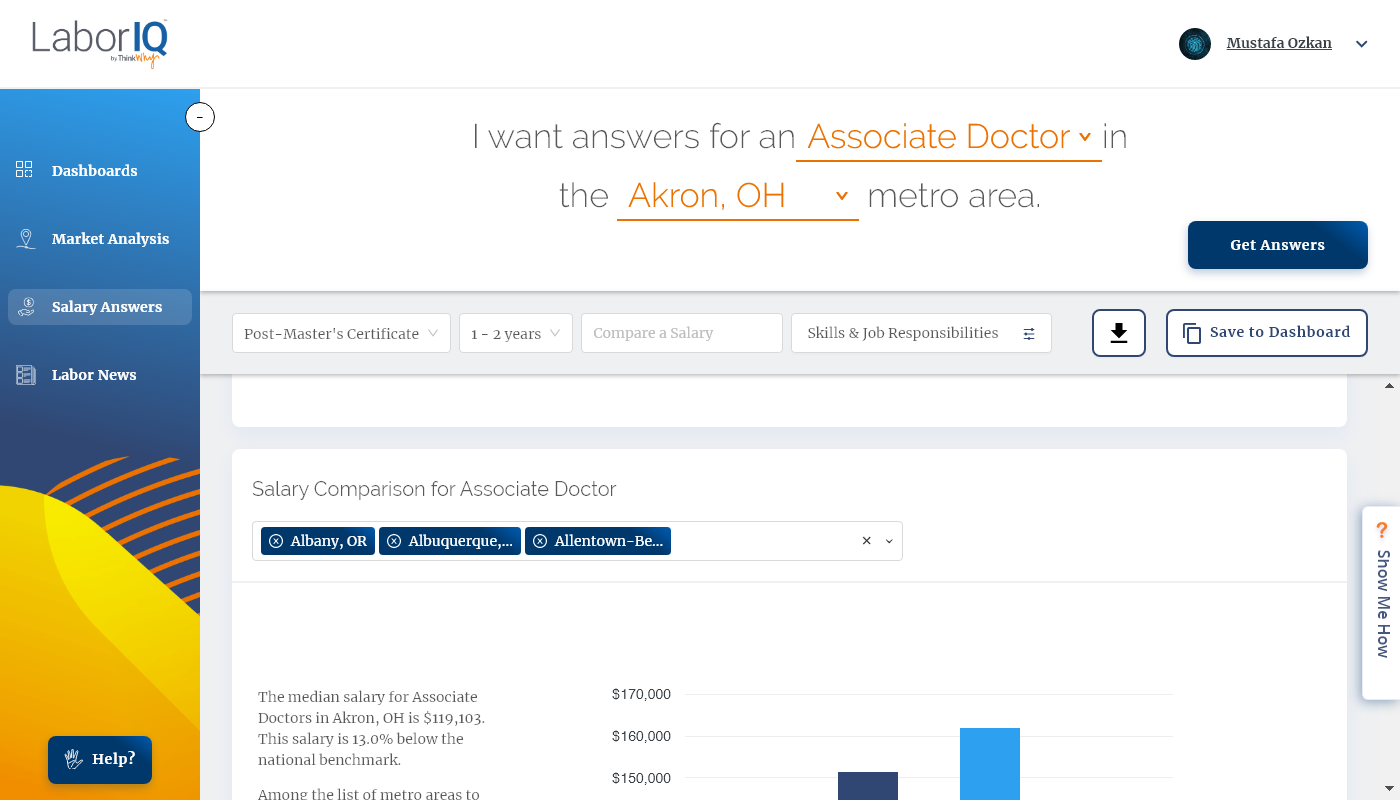 LaborIQ
by ThinkWhy
Mustafa Ozkan
-
Dashboards
Market Analysis
Salary Answers
Labor News
Help?
I want answers for an Associate Doctor in
the Akron, OH metro area.
Get Answers
Post-Master's Certificate
1 - 2 years
Compare a Salary
Skills & Job Responsibilities
Save to Dashboard
Salary Comparison for Associate Doctor
Albany, OR
Albuquerque,...
Allentown-Be...
The median salary for Associate
Doctors in Akron, OH is $119,103.
This salary is 13.0% below the
national benchmark.
Among the list of metro areas to
$170,000
$160,000
$150,000
? Show Me How